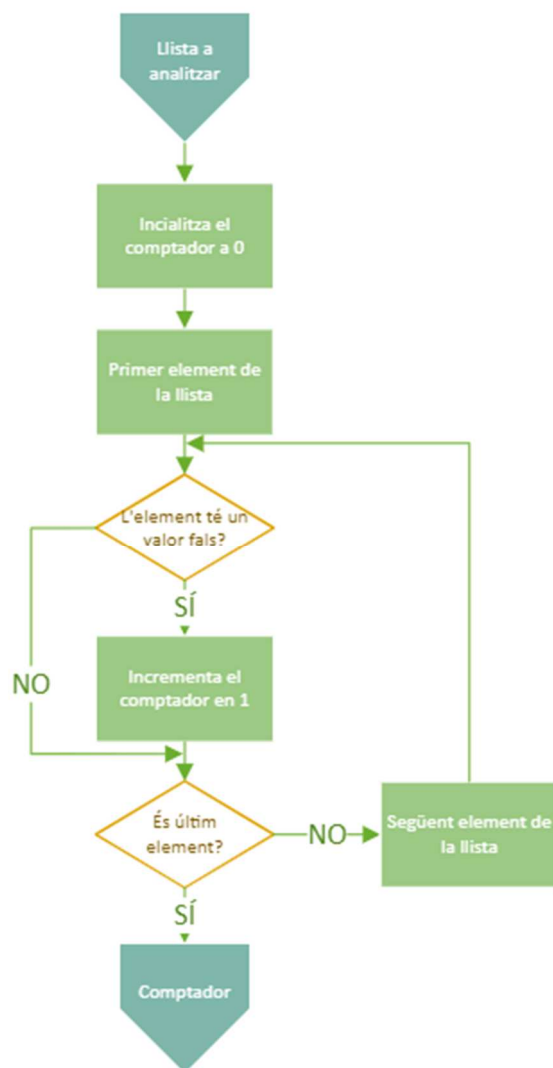 Llista a
analitzar
Incialitza el
comptador a 0
Primer element de
la llista
L'element té un
valor fals?
SÍ
NO
Incrementa el
comptador en 1
És últim
element?
NO
Següent element de
la llista
SÍ
Comptador